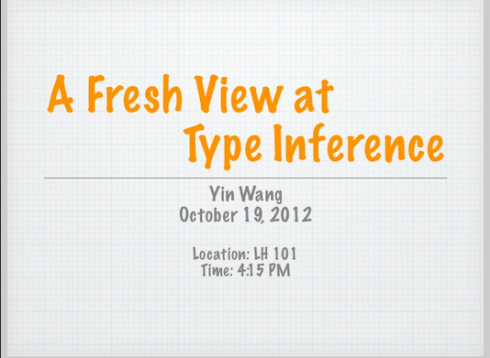 A Fresh View at
Type Inference
Yin Wang
October 19, 2012
Location: LH 101
Time: 4:15 PM